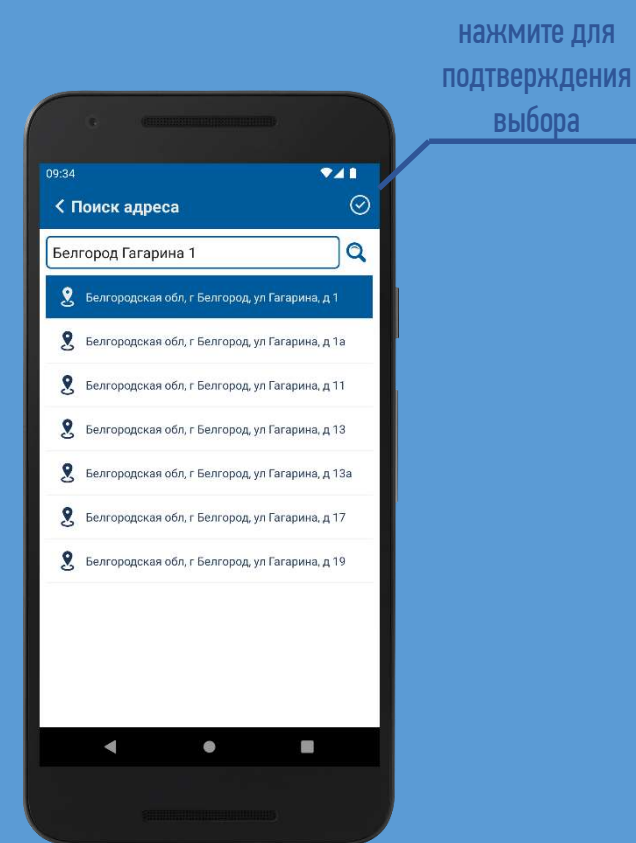 нажмите для
подтверждения
выбора
09:34
Поиск адреса
Белгород Гагарина 1
Белгородская обл, г Белгород, ул Гагарина, д 1
Белгородская обл, г Белгород, ул Гагарина, д 1а
Белгородская обл, г Белгород, ул Гагарина, д 11
Белгородская обл, г Белгород, ул Гагарина, д 13
Белгородская обл, г Белгород, ул Гагарина, д 13а
Белгородская обл, г Белгород, ул Гагарина, д 17
Белгородская обл, г Белгород, ул Гагарина, д 19